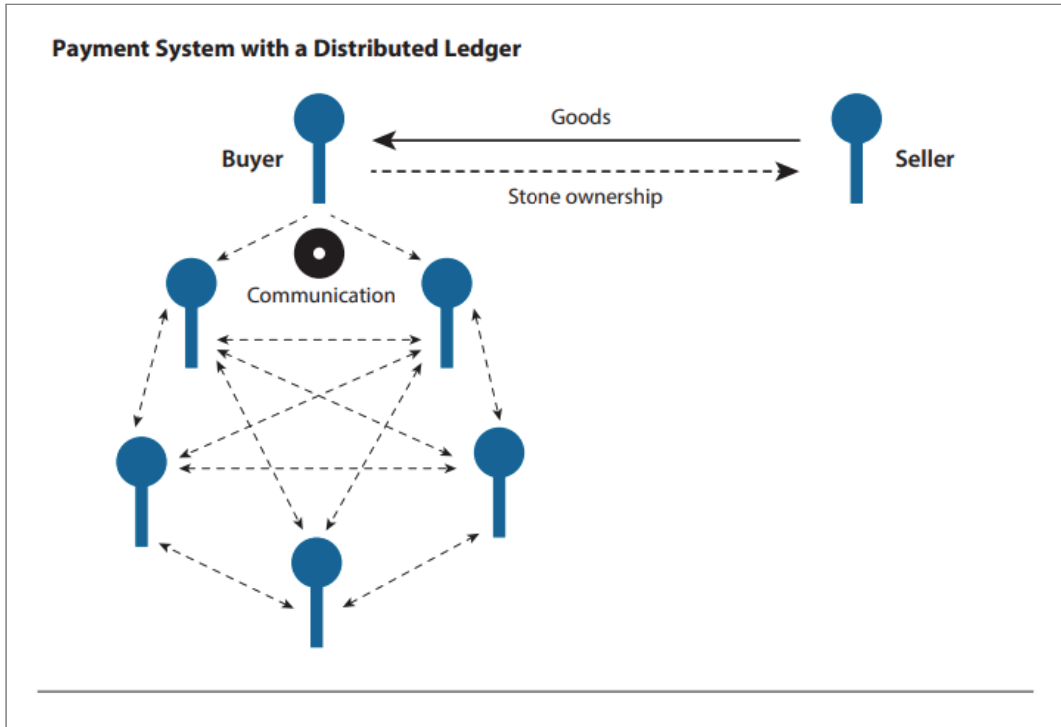 Payment System with a Distributed Ledger
Goods
Buyer
Seller
Stone ownership
Communication